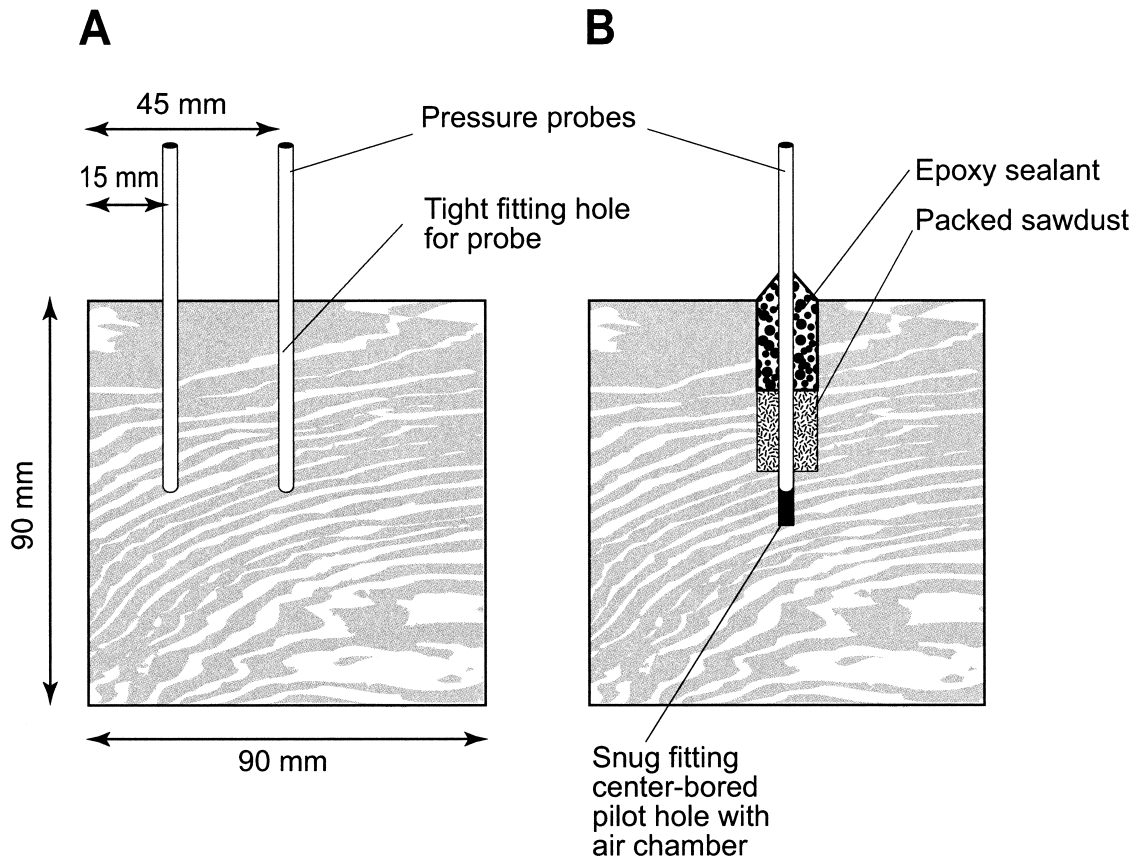 A
B
45 mm
Pressure probes
15 mm
Epoxy sealant
Tight fitting hole
for probe
Packed sawdust
90 mm
90 mm
Snug fitting
center-bored
pilot hole with
air chamber